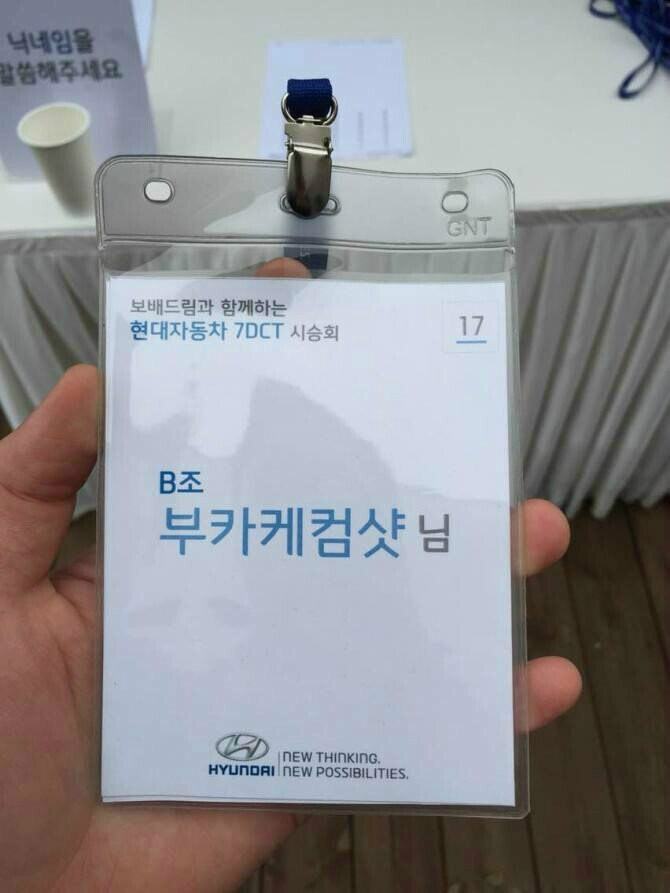 닉네임을
말씀해주세요
GNT
보배드림과 함께하는
현대자동차 7DCT 시승회
17
B조
부카케컴샷 님
HYUNDAI
NEW THINKING.
NEW POSSIBILITIES.